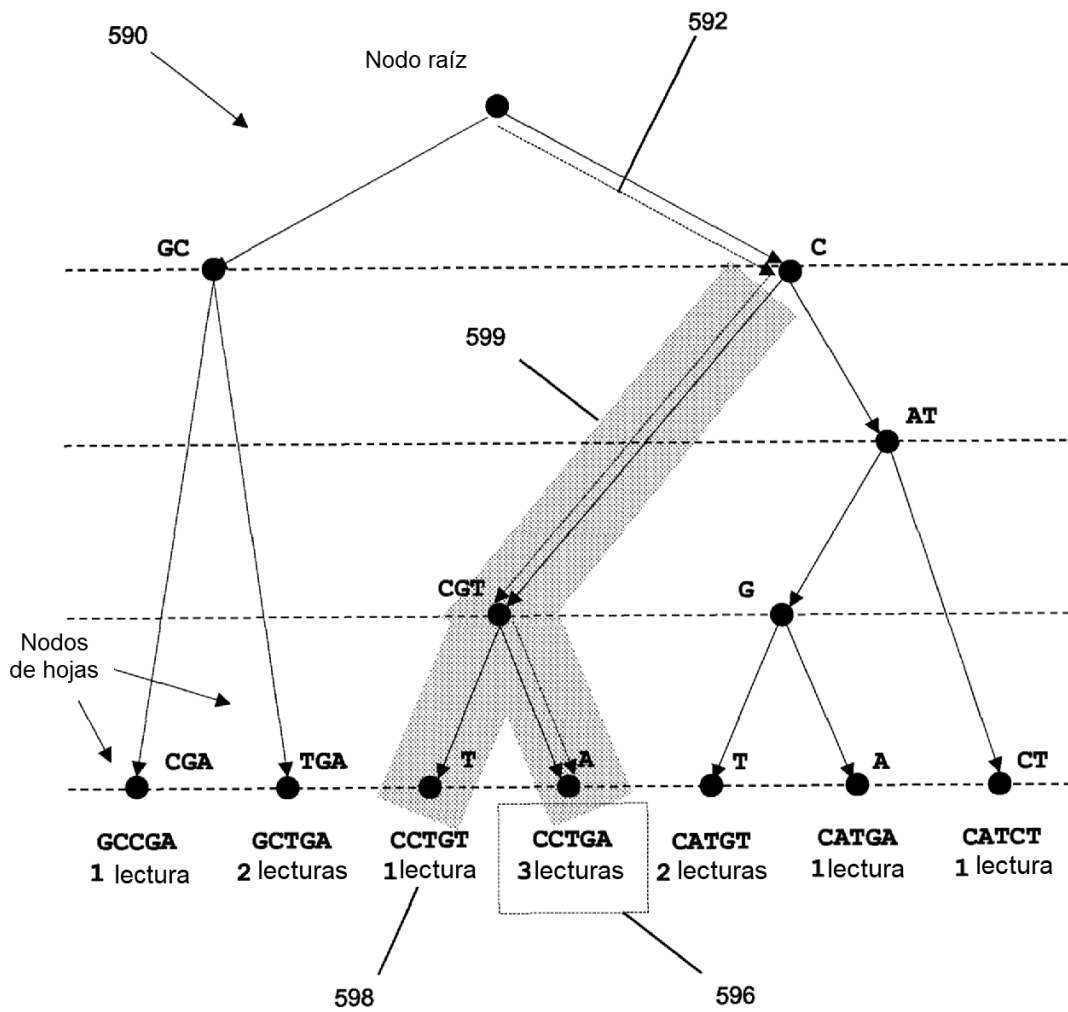 590
592
Nodo raíz
GC
C
599
AT
CGT
G
Nodos
de hojas
CGA
TGA
T
A
T
A
CT
GCCGA
1 lectura
GCTGA
2 lecturas
CCTGT
1 lectura
CCTGA
3 lecturas
CATGT
2 lecturas
CATGA
1 lectura
CATCT
1 lectura
598
596